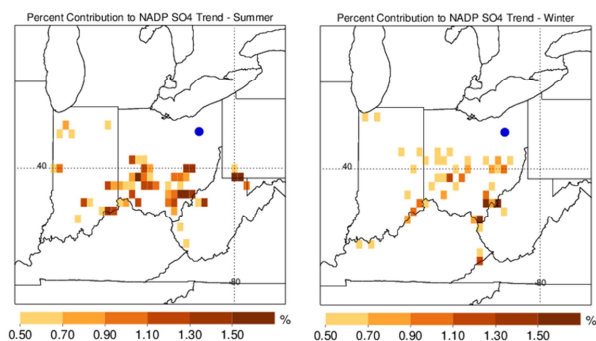 Percent Contribution to NADP SO4 Trend - Summer
40
-80
0.50 0.70 0.90 1.10 1.30 1.50 %
Percent Contribution to NADP SO4 Trend - Winter
40
-80
0.50 0.70 0.90 1.10 1.30 1.50 %